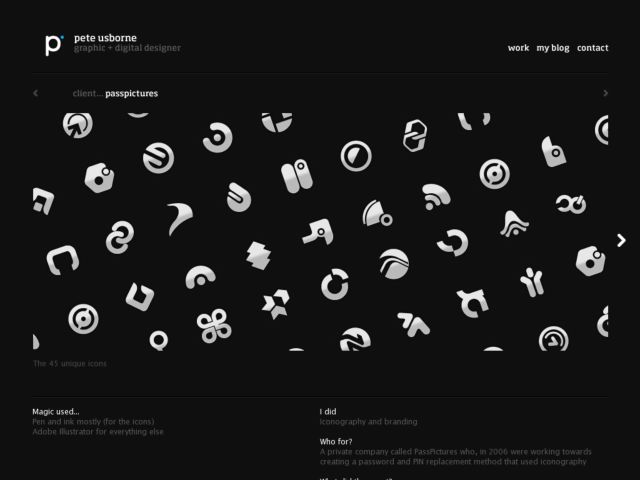 pete usborne
graphic + digital designer
work my blog contact
client... passpictures
The 45 unique icons
Magic used...
Pen and ink mostly (for the icons)
Adobe Illustrator for everything else
I did
Iconography and branding
Who for?
A private company called PassPictures who, in 2006 were working towards
creating a password and PIN replacement method that used iconography